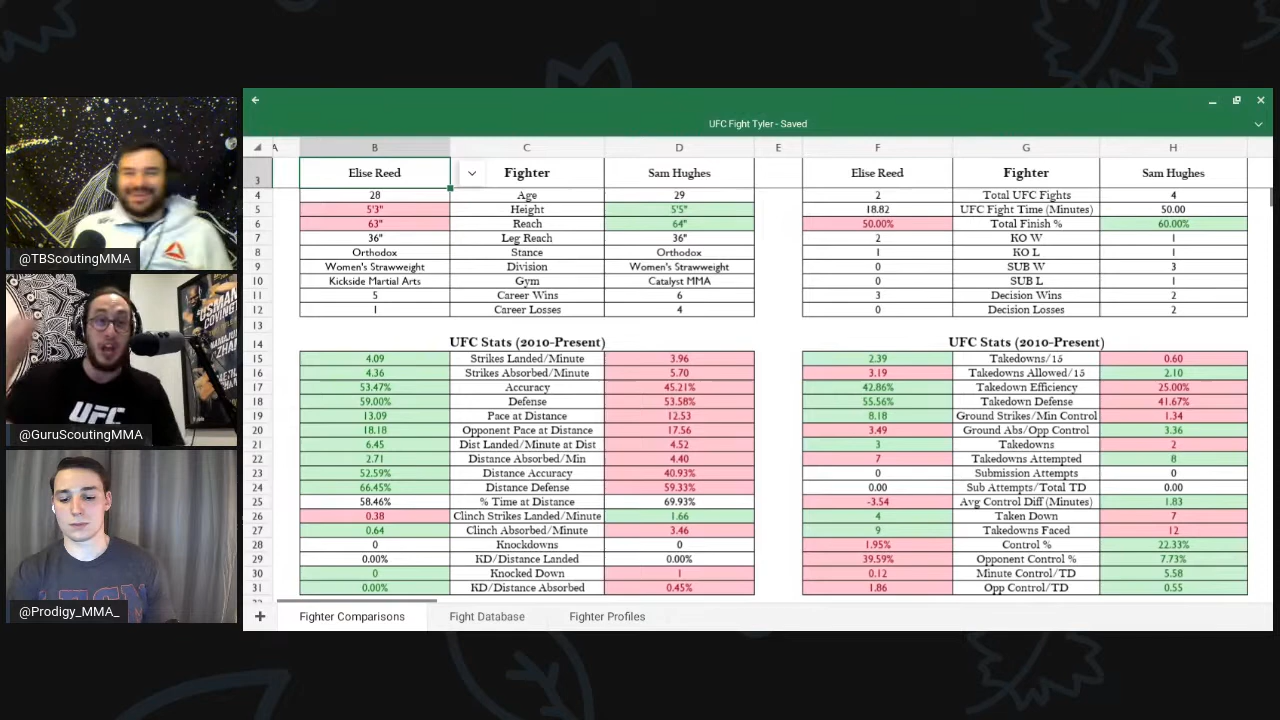 @TBScoutingMMA
UFC
USMAN
COVINGTON
@GuruScoutingMMA
@Prodigy_MMA_
UFC Fight Tyler - Saved
A B C D E F G H
3 Elise Reed Fighter Sam Hughes Elise Reed Fighter Sam Hughes
4 28 Age 29 2 Total UFC Fights 4
5 5'3" Height 5'5" 18.82 UFC Fight Time (Minutes) 50.00
6 63" Reach 64" 50.00% Total Finish % 60.00%
7 36" Leg Reach 36" 2 KO W 1
8 Orthodox Stance Orthodox 1 KO L 1
9 Women's Strawweight Division Women's Strawweight 0 SUB W 3
10 Kickside Martial Arts Gym Catalyst MMA 0 SUB L 1
11 5 Career Wins 6 3 Decision Wins 2
12 1 Career Losses 4 0 Decision Losses 2
13
14 UFC Stats (2010-Present) UFC Stats (2010-Present)
15 4.09 Strikes Landed/Minute 3.96 2.39 Takedowns/15 0.60
16 4.36 Strikes Absorbed/Minute 5.70 3.19 Takedowns Allowed/15 2.10
17 53.47% Accuracy 45.21% 42.86% Takedown Efficiency 25.00%
18 59.00% Defense 53.58% 55.56% Takedown Defense 41.67%
19 13.09 Pace at Distance 12.53 8.18 Ground Strikes/Min Control 1.34
20 18.18 Opponent Pace at Distance 17.56 3.49 Ground Abs/Opp Control 3.36
21 6.45 Dist Landed/Minute at Dist 4.52 3 Takedowns 2
22 2.71 Distance Absorbed/Min 4.40 7 Takedowns Attempted 8
23 52.59% Distance Accuracy 40.93% 0 Submission Attempts 0
24 66.45% Distance Defense 59.33% 0.00 Sub Attempts/Total TD 0.00
25 58.46% % Time at Distance 69.93% -3.54 Avg Control Diff (Minutes) 1.83
26 0.38 Clinch Strikes Landed/Minute 1.66 4 Taken Down 7
27 0.64 Clinch Absorbed/Minute 3.46 9 Takedowns Faced 12
28 0 Knockdowns 0 1.95% Control % 22.33%
29 0.00% KD/Distance Landed 0.00% 39.59% Opponent Control % 7.73%
30 0 Knocked Down 1 0.12 Minute Control/TD 5.58
31 0.00% KD/Distance Absorbed 0.45% 1.86 Opp Control/TD 0.55
Fighter Comparisons Fight Database Fighter Profiles